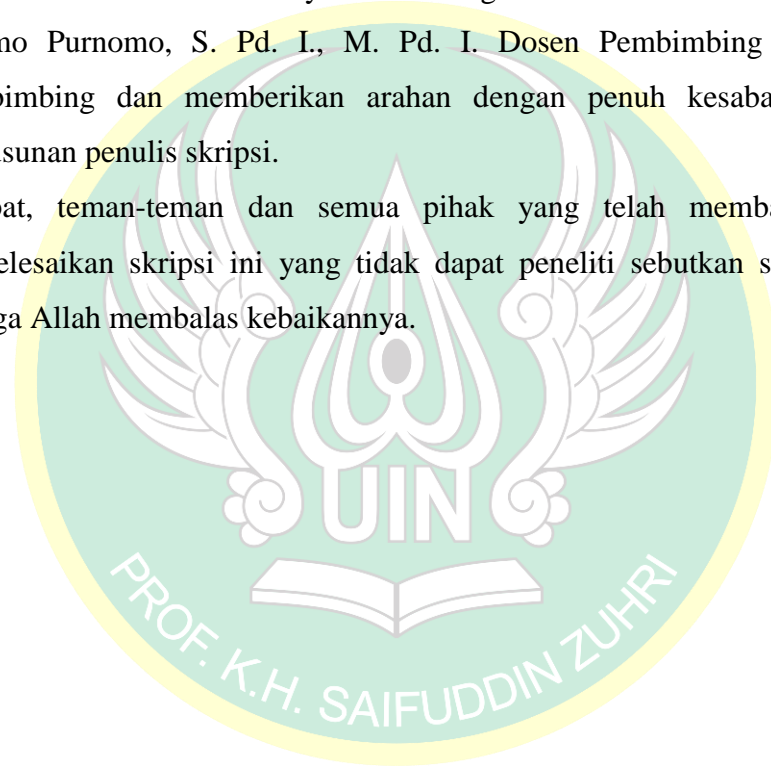 mo Purnomo, S. Pd. I., M. Pd. I. Dosen Pembimbing
bimbing dan memberikan arahan dengan penuh kesaba
usunan penulis skripsi.
bat, teman-teman dan semua pihak yang telah memba
elesaikan skripsi ini yang tidak dapat peneliti sebutkan s
ga Allah membalas kebaikannya.
UIN
PROF. K.H. SAIFUDDIN ZUHRI